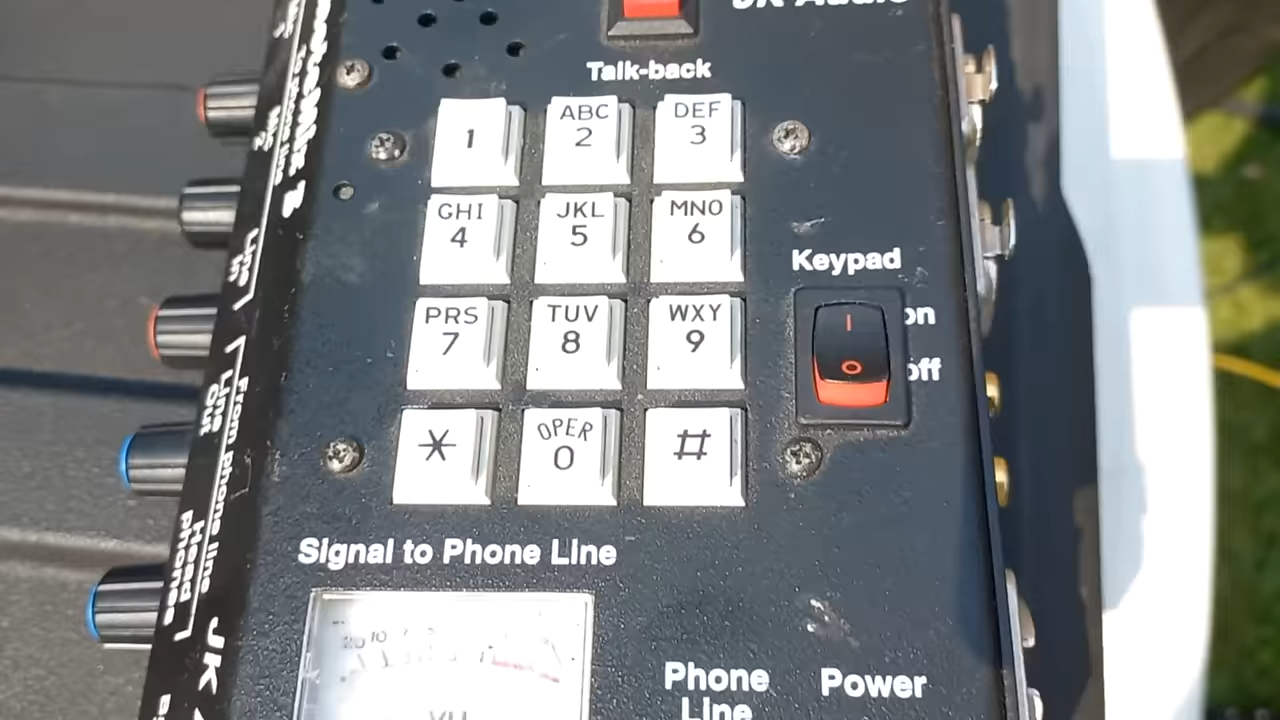 JK Audio
Talk-back
1
ABC
2
DEF
3
GHI
4
JKL
5
MNO
6
PRS
7
TUV
8
WXY
9
*
OPER
0
#
Keypad
on
off
Signal to Phone Line
VU
Phone
Line
Power
Line
In
From phone line
Line
Out
Head
phones
JK